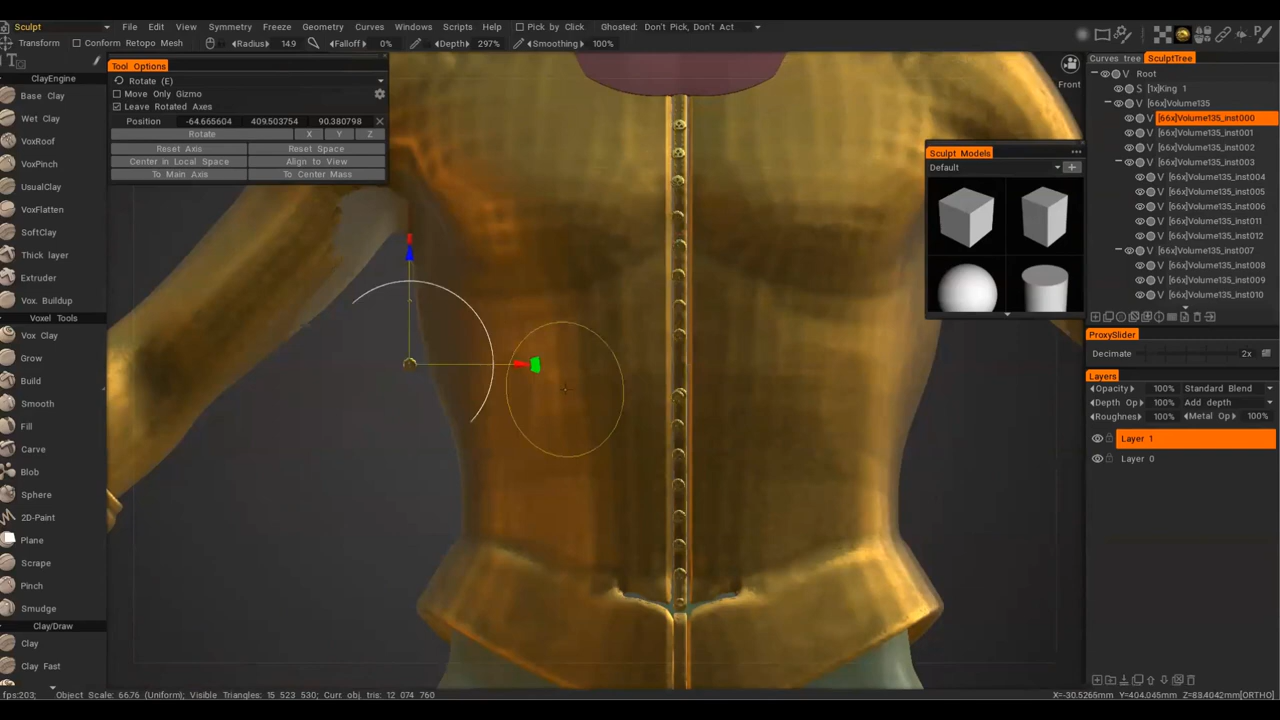 Sculpt File Edit View Symmetry Freeze Geometry Curves Windows Scripts Help Pick by Click Ghosted: Don't Pick, Don't Act
Transform Conform Retopo Mesh Radius 14.9 Falloff 0% Depth 297% Smoothing 100%
ClayEngine
Base Clay
Wet Clay
VoxRoof
VoxPinch
UsualClay
VoxFlatten
SoftClay
Thick layer
Extruder
Vox. Buildup
Voxel Tools
Vox Clay
Grow
Build
Smooth
Fill
Carve
Blob
Sphere
2D-Paint
Plane
Scrape
Pinch
Smudge
Clay/Draw
Clay
Clay Fast
Tool Options
Rotate (E)
Move Only Gizmo
Leave Rotated Axes
Position -64.665604 409.503754 90.380798
Rotate X Y Z
Reset Axis Reset Space
Center in Local Space Align to View
To Main Axis To Center Mass
Front
Sculpt Models
Default
Curves tree SculptTree
V Root
S [1x]King 1
V [66x]Volume135
V [66x]Volume135_inst000
V [66x]Volume135_inst001
V [66x]Volume135_inst002
V [66x]Volume135_inst003
V [66x]Volume135_inst004
V [66x]Volume135_inst005
V [66x]Volume135_inst006
V [66x]Volume135_inst011
V [66x]Volume135_inst012
V [66x]Volume135_inst007
V [66x]Volume135_inst008
V [66x]Volume135_inst009
V [66x]Volume135_inst010
ProxySlider
Decimate 2x
Layers
Opacity 100% Standard Blend
Depth Op 100% Add depth
Roughness 100% Metal Op 100%
Layer 1
Layer 0
fps:203; Object Scale: 66.76 (Uniform); Visible Triangles: 15 523 530; Curr. obj. tris: 12 074 760
X=-30.5265mm Y=404.045mm Z=83.4042mm[ORTHO]